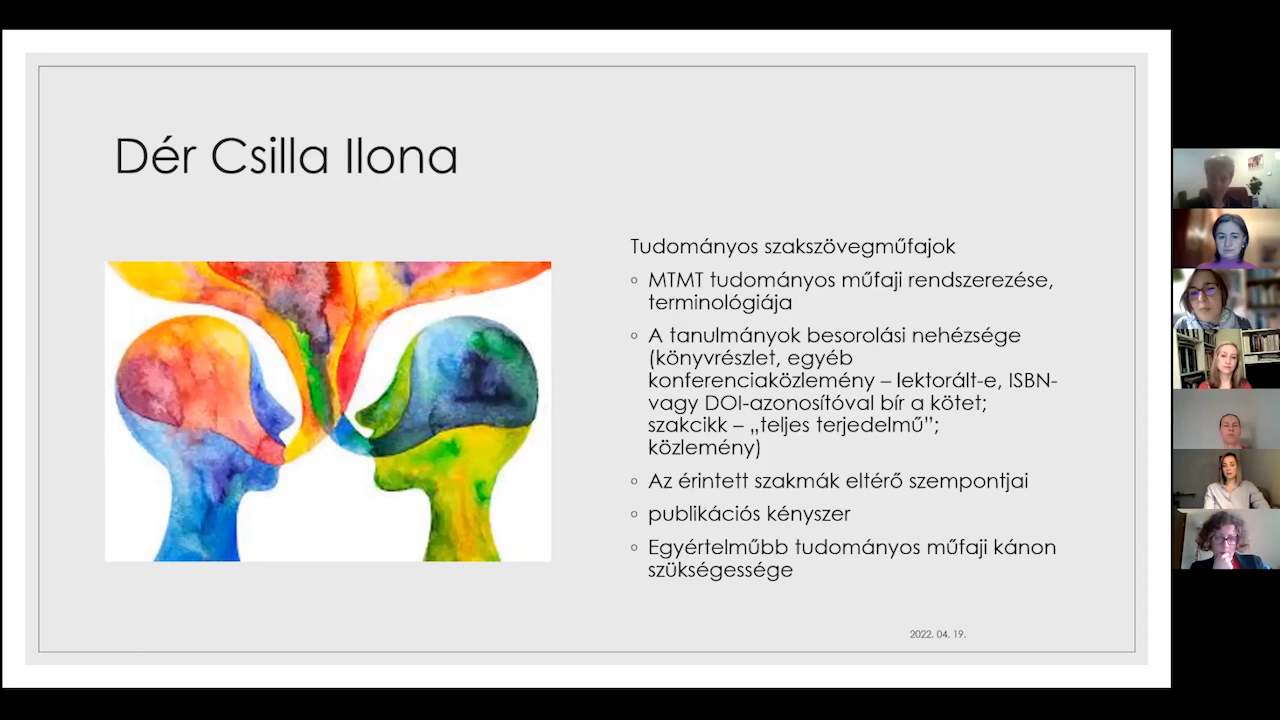 Dér Csilla Ilona
Tudományos szakszövegműfajok
◦ MTMT tudományos műfaji rendszerezése,
terminológiája
◦ A tanulmányok besorolási nehézsége
(könyvrészlet, egyéb
konferenciaközlemény – lektorált-e, ISBN-
vagy DOI-azonosítóval bír a kötet;
szakcikk – „teljes terjedelmű”;
közlemény)
◦ Az érintett szakmák eltérő szempontjai
◦ publikációs kényszer
◦ Egyértelműbb tudományos műfaji kánon
szükségessége
2022. 04. 19.